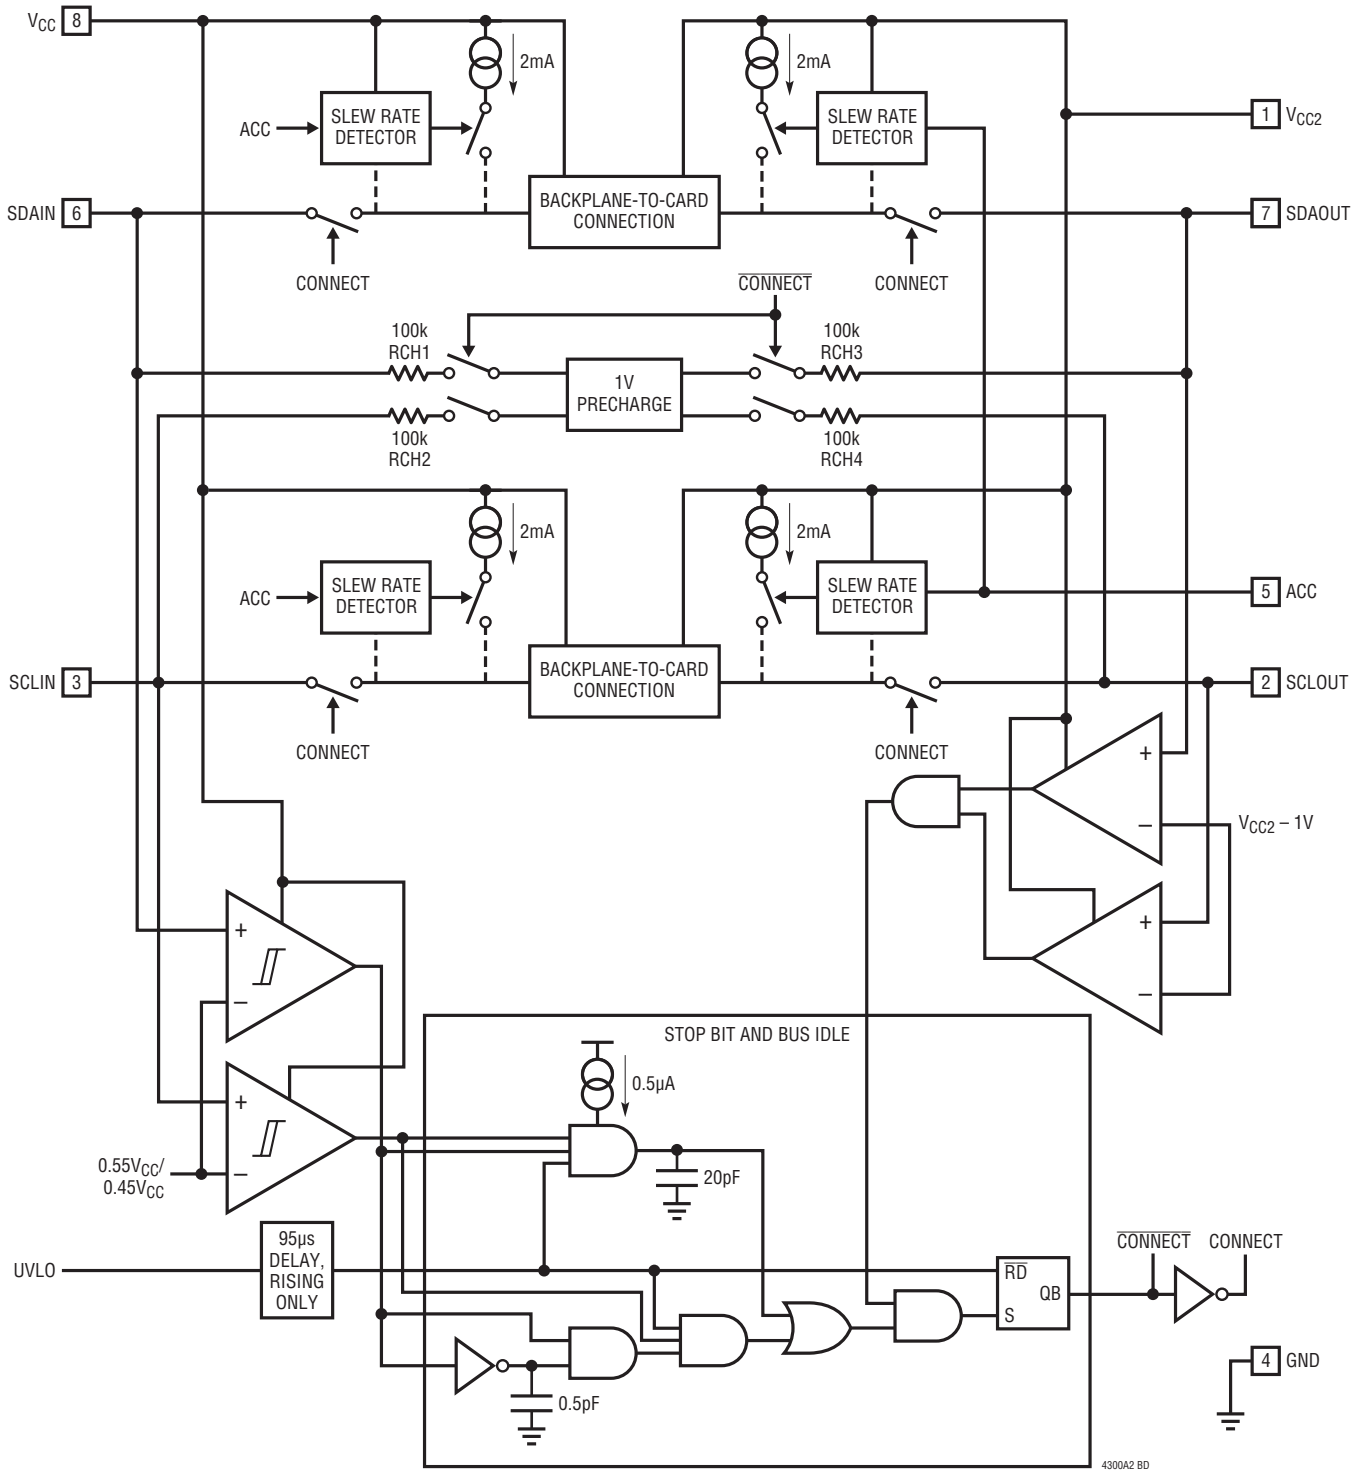 VCC 8
2mA
2mA
ACC
SLEW RATE
DETECTOR
SLEW RATE
DETECTOR
1 VCC2
SDAIN 6
BACKPLANE-TO-CARD
CONNECTION
7 SDAOUT
CONNECT
CONNECT
CONNECT
100k
RCH1
100k
RCH3
1V
PRECHARGE
100k
RCH2
100k
RCH4
2mA
2mA
ACC
SLEW RATE
DETECTOR
SLEW RATE
DETECTOR
5 ACC
SCLIN 3
BACKPLANE-TO-CARD
CONNECTION
2 SCLOUT
CONNECT
CONNECT
+
–
VCC2 – 1V
+
–
+
–
STOP BIT AND BUS IDLE
0.5µA
+
–
0.55VCC/
0.45VCC
20pF
UVLO
95µs
DELAY,
RISING
ONLY
RD
QB
S
CONNECT
CONNECT
4 GND
0.5pF
4300A2 BD